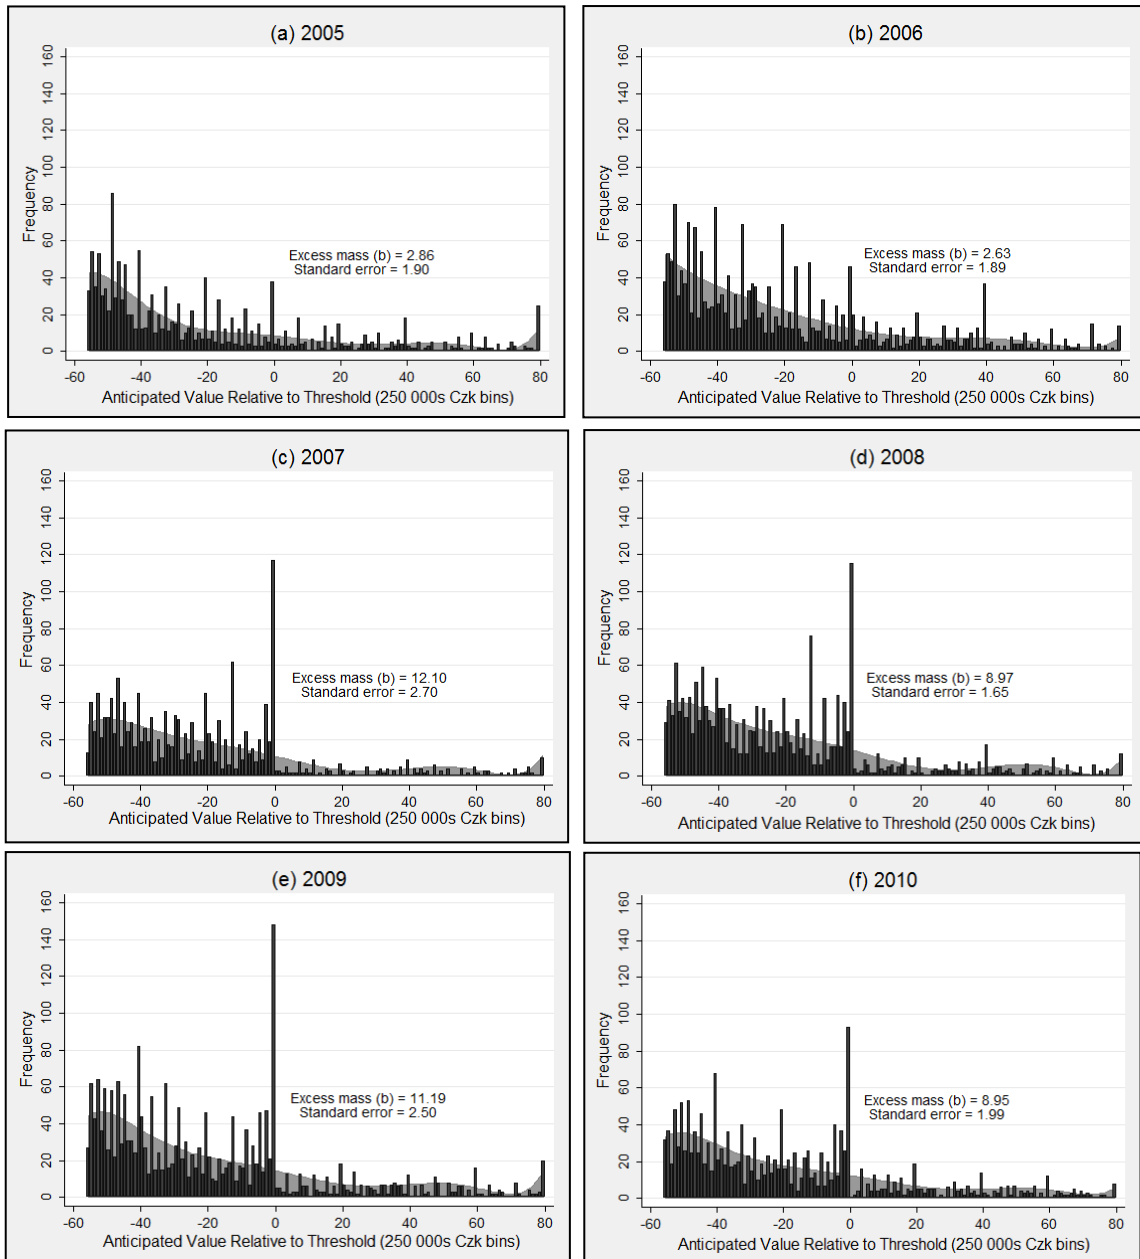 (a) 2005
Frequency
0 20 40 60 80 100 120 140 160
Excess mass (b) = 2.86
Standard error = 1.90
-60 -40 -20 0 20 40 60 80
Anticipated Value Relative to Threshold (250 000s Czk bins)
(b) 2006
Frequency
0 20 40 60 80 100 120 140 160
Excess mass (b) = 2.63
Standard error = 1.89
-60 -40 -20 0 20 40 60 80
Anticipated Value Relative to Threshold (250 000s Czk bins)
(c) 2007
Frequency
0 20 40 60 80 100 120 140 160
Excess mass (b) = 12.10
Standard error = 2.70
-60 -40 -20 0 20 40 60 80
Anticipated Value Relative to Threshold (250 000s Czk bins)
(d) 2008
Frequency
0 20 40 60 80 100 120 140 160
Excess mass (b) = 8.97
Standard error = 1.65
-60 -40 -20 0 20 40 60 80
Anticipated Value Relative to Threshold (250 000s Czk bins)
(e) 2009
Frequency
0 20 40 60 80 100 120 140 160
Excess mass (b) = 11.19
Standard error = 2.50
-60 -40 -20 0 20 40 60 80
Anticipated Value Relative to Threshold (250 000s Czk bins)
(f) 2010
Frequency
0 20 40 60 80 100 120 140 160
Excess mass (b) = 8.95
Standard error = 1.99
-60 -40 -20 0 20 40 60 80
Anticipated Value Relative to Threshold (250 000s Czk bins)